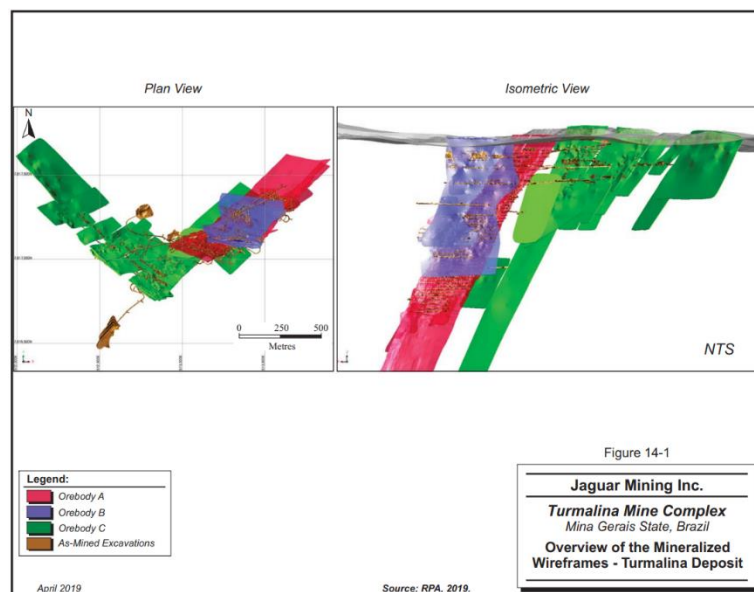 Plan View
Isometric View
N
0 250 500
Metres
NTS
Figure 14-1
Legend:
Orebody A
Orebody B
Orebody C
As-Mined Excavations
Jaguar Mining Inc.
Turmalina Mine Complex
Mina Gerais State, Brazil
Overview of the Mineralized
Wireframes - Turmalina Deposit
April 2019
Source: RPA, 2019.